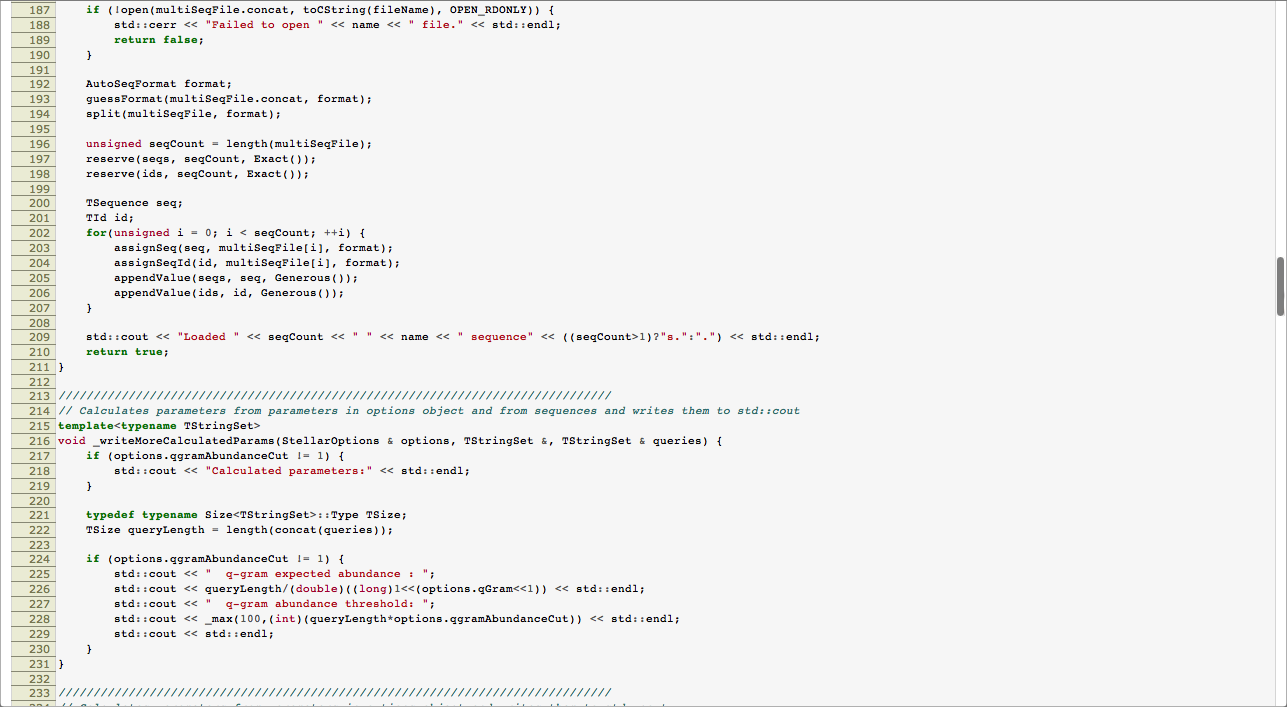 187 if (!open(multiSeqFile.concat, toCString(fileName), OPEN_RDONLY)) {
188 std::cerr << "Failed to open " << name << " file." << std::endl;
189 return false;
190 }
191
192 AutoSeqFormat format;
193 guessFormat(multiSeqFile.concat, format);
194 split(multiSeqFile, format);
195
196 unsigned seqCount = length(multiSeqFile);
197 reserve(seqs, seqCount, Exact());
198 reserve(ids, seqCount, Exact());
199
200 TSequence seq;
201 TId id;
202 for(unsigned i = 0; i < seqCount; ++i) {
203 assignSeq(seq, multiSeqFile[i], format);
204 assignSeqId(id, multiSeqFile[i], format);
205 appendValue(seqs, seq, Generous());
206 appendValue(ids, id, Generous());
207 }
208
209 std::cout << "Loaded " << seqCount << " " << name << " sequence" << ((seqCount>1)?"s.":".") << std::endl;
210 return true;
211 }
212
213 ///////////////////////////////////////////////////////////////////////////////
214 // Calculates parameters from parameters in options object and from sequences and writes them to std::cout
215 template<typename TStringSet>
216 void _writeMoreCalculatedParams(StellarOptions & options, TStringSet &, TStringSet & queries) {
217 if (options.qgramAbundanceCut != 1) {
218 std::cout << "Calculated parameters:" << std::endl;
219 }
220
221 typedef typename Size<TStringSet>::Type TSize;
222 TSize queryLength = length(concat(queries));
223
224 if (options.qgramAbundanceCut != 1) {
225 std::cout << "  q-gram expected abundance : ";
226 std::cout << queryLength/(double)((long)1<<(options.qGram<<1)) << std::endl;
227 std::cout << "  q-gram abundance threshold: ";
228 std::cout << _max(100,(int)(queryLength*options.qgramAbundanceCut)) << std::endl;
229 std::cout << std::endl;
230 }
231 }
232
233 ///////////////////////////////////////////////////////////////////////////////